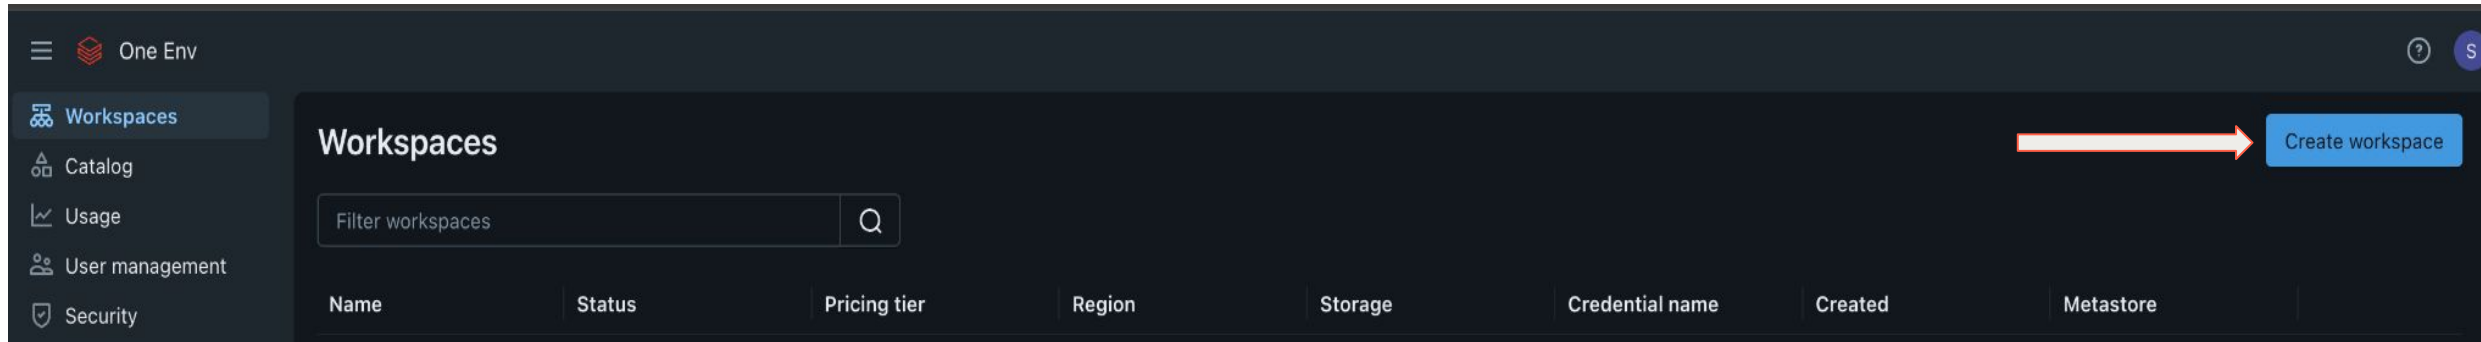 One Env
?
S
Workspaces
Catalog
Usage
User management
Security
Workspaces
Create workspace
Filter workspaces
Name Status Pricing tier Region Storage Credential name Created Metastore